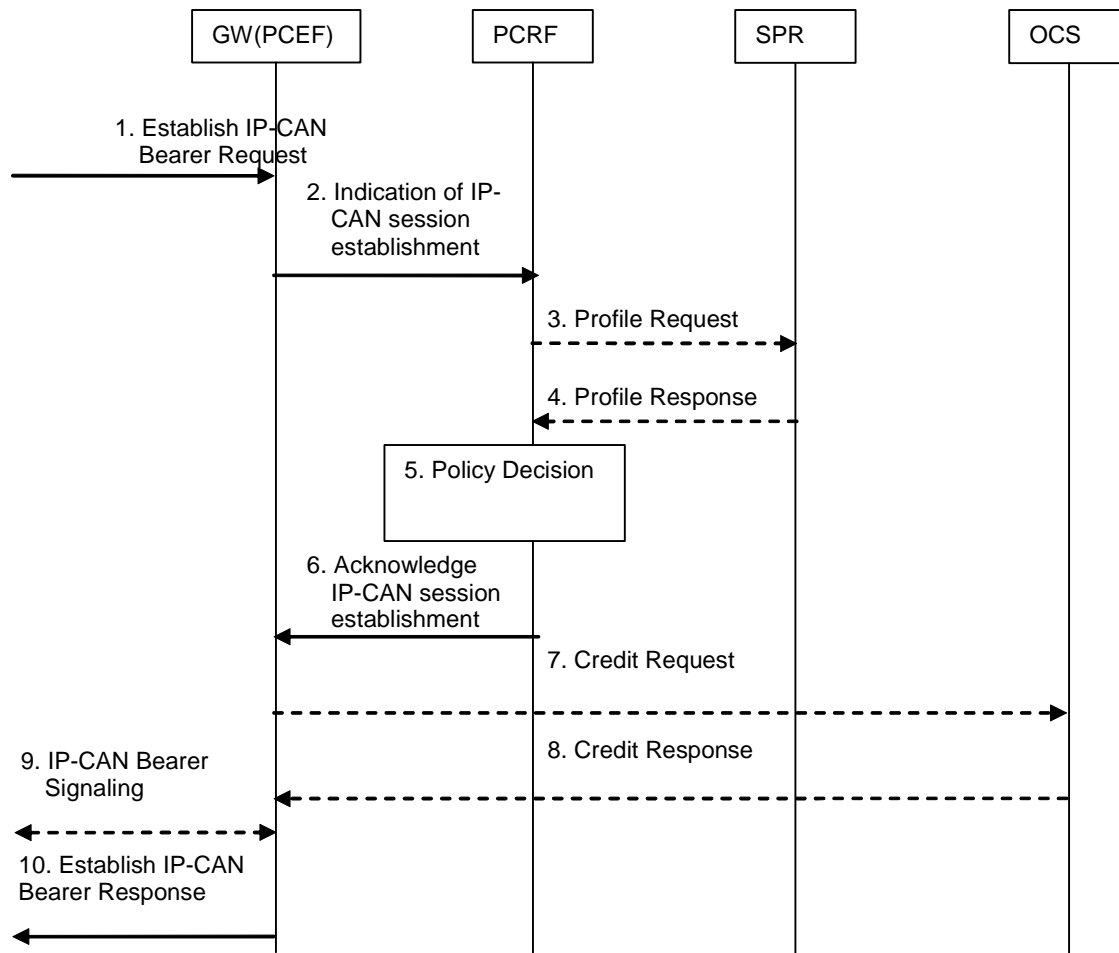 GW(PCEF)
PCRF
SPR
OCS
1. Establish IP-CAN
Bearer Request
2. Indication of IP-
CAN session
establishment
3. Profile Request
4. Profile Response
5. Policy Decision
6. Acknowledge
IP-CAN session
establishment
7. Credit Request
8. Credit Response
9. IP-CAN Bearer
Signaling
10. Establish IP-CAN
Bearer Response